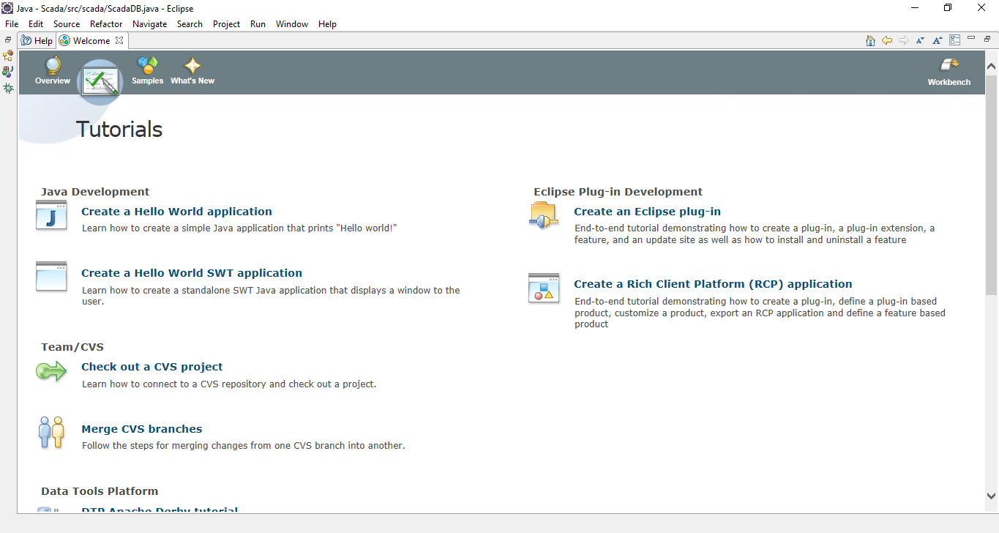 Java - Scada/src/scada/ScadaDB.java - Eclipse
File Edit Source Refactor Navigate Search Project Run Window Help
Help Welcome
Overview Samples What's New Workbench
Tutorials
Java Development
Create a Hello World application
Learn how to create a simple Java application that prints "Hello world!"
Create a Hello World SWT application
Learn how to create a standalone SWT Java application that displays a window to the
user.
Team/CVS
Check out a CVS project
Learn how to connect to a CVS repository and check out a project.
Merge CVS branches
Follow the steps for merging changes from one CVS branch into another.
Data Tools Platform
DTP Apache Derby tutorial
Eclipse Plug-in Development
Create an Eclipse plug-in
End-to-end tutorial demonstrating how to create a plug-in, a plug-in extension, a
feature, and an update site as well as how to install and uninstall a feature
Create a Rich Client Platform (RCP) application
End-to-end tutorial demonstrating how to create a plug-in, define a plug-in based
product, customize a product, export an RCP application and define a feature based
product